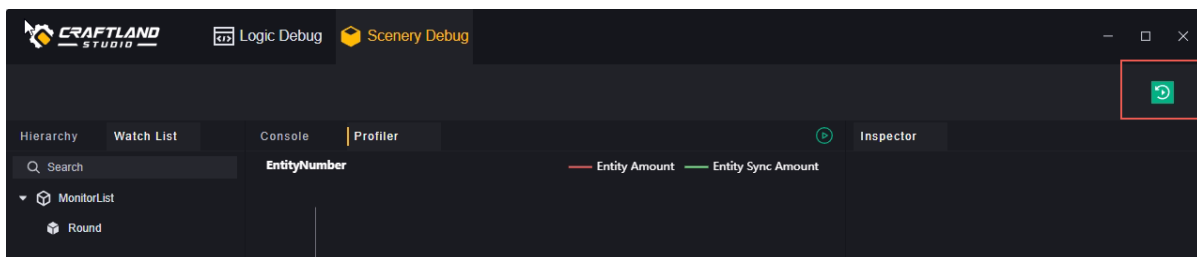 CRAFTLAND
STUDIO
Logic Debug
Scenery Debug
Hierarchy
Watch List
Console
Profiler
Inspector
Search
EntityNumber
Entity Amount
Entity Sync Amount
MonitorList
Round